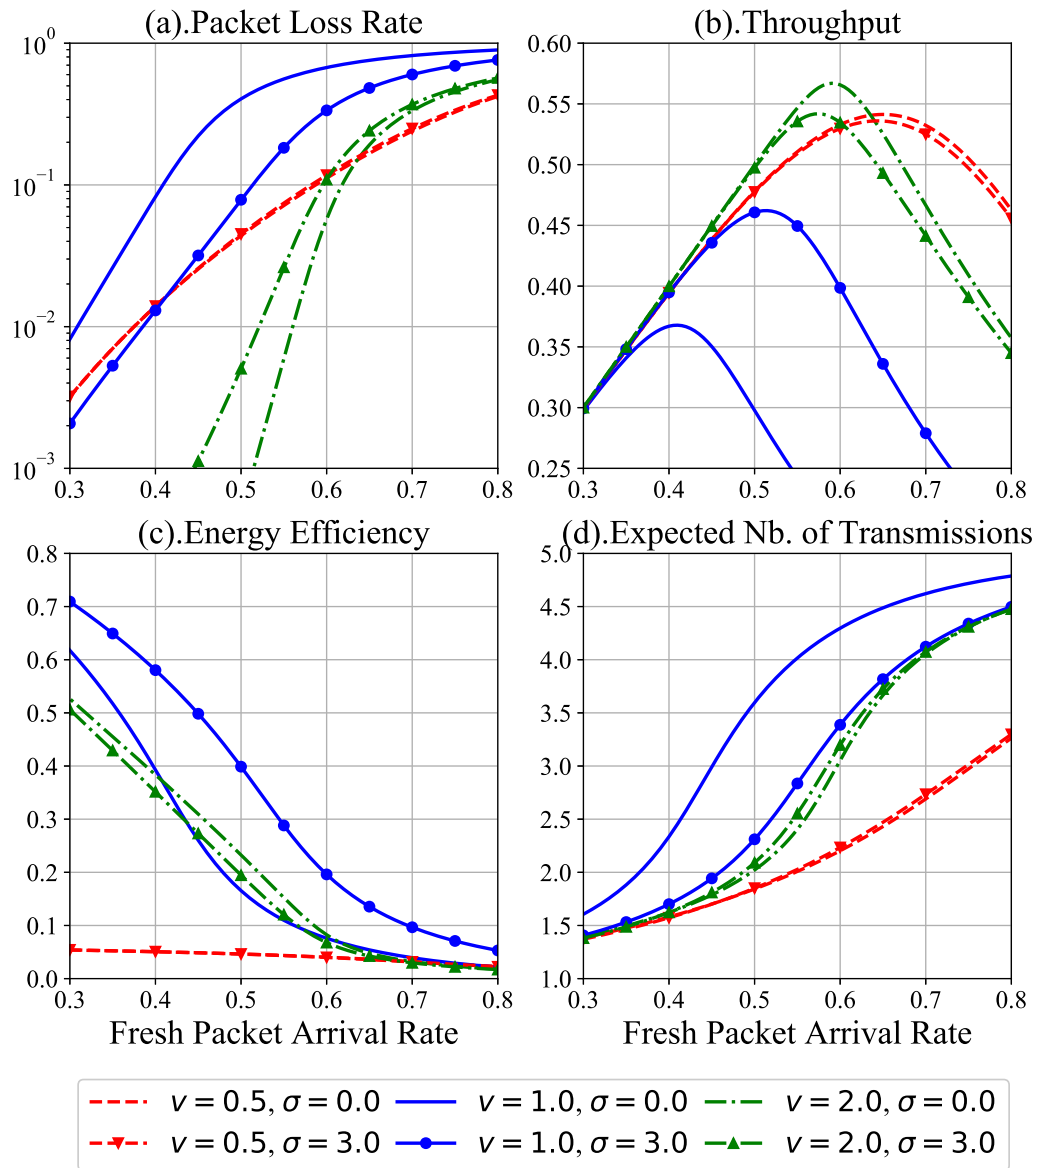 (a).Packet Loss Rate
10^0
10^-1
10^-2
10^-3
0.3 0.4 0.5 0.6 0.7 0.8
(b).Throughput
0.60
0.55
0.50
0.45
0.40
0.35
0.30
0.25
0.3 0.4 0.5 0.6 0.7 0.8
(c).Energy Efficiency
0.8
0.7
0.6
0.5
0.4
0.3
0.2
0.1
0.0
0.3 0.4 0.5 0.6 0.7 0.8
Fresh Packet Arrival Rate
(d).Expected Nb. of Transmissions
5.0
4.5
4.0
3.5
3.0
2.5
2.0
1.5
1.0
0.3 0.4 0.5 0.6 0.7 0.8
Fresh Packet Arrival Rate
v = 0.5, σ = 0.0 v = 1.0, σ = 0.0 v = 2.0, σ = 0.0
v = 0.5, σ = 3.0 v = 1.0, σ = 3.0 v = 2.0, σ = 3.0